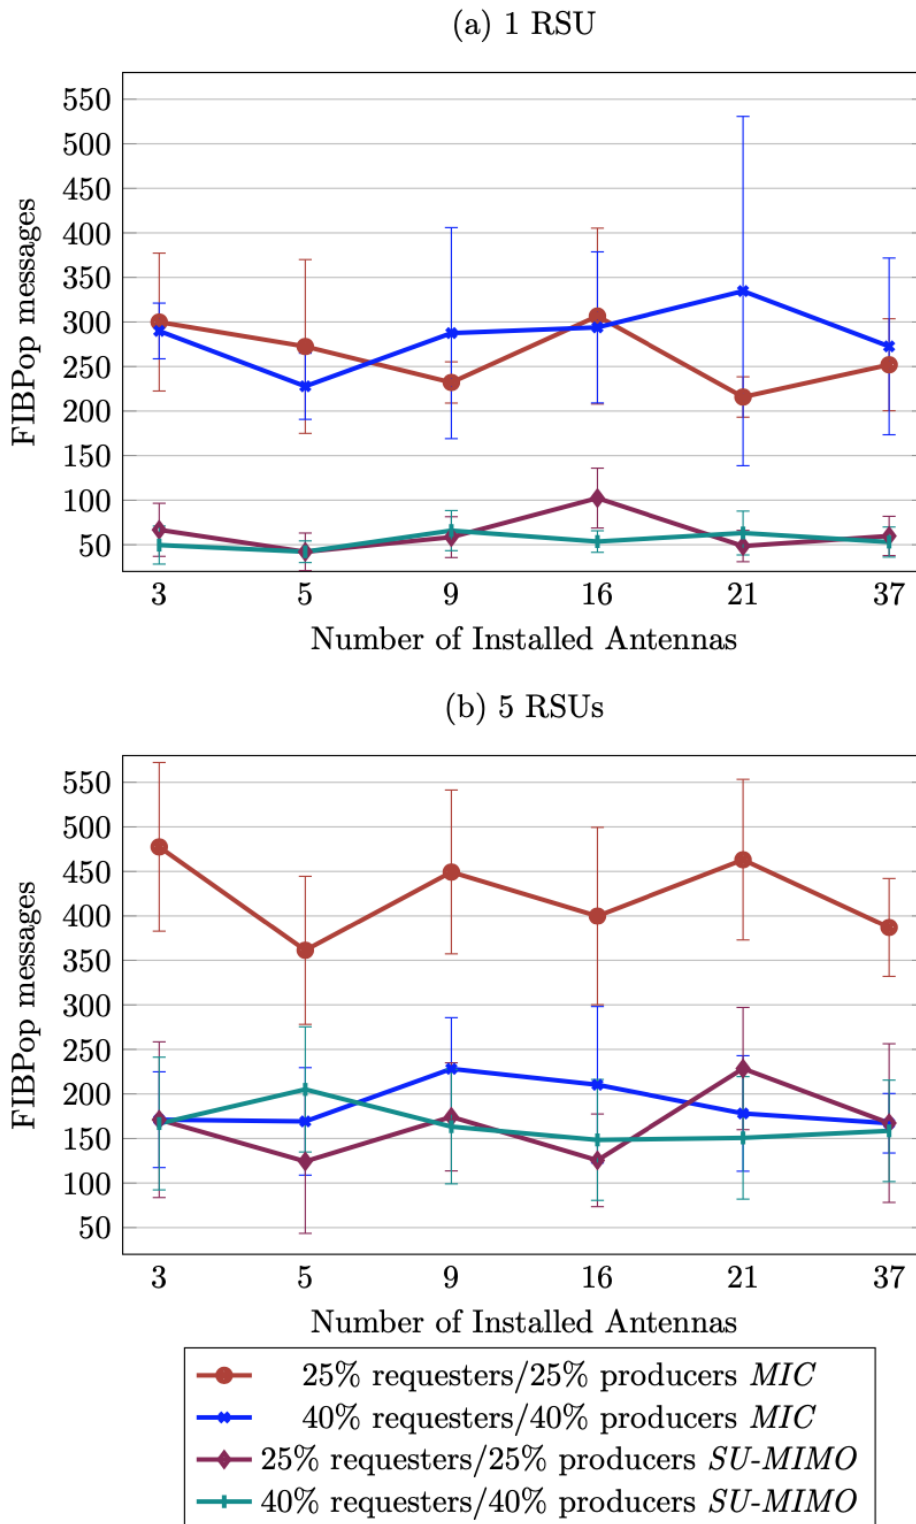 (a) 1 RSU
FIBPop messages
550
500
450
400
350
300
250
200
150
100
50
3 5 9 16 21 37
Number of Installed Antennas
(b) 5 RSUs
FIBPop messages
550
500
450
400
350
300
250
200
150
100
50
3 5 9 16 21 37
Number of Installed Antennas
25% requesters/25% producers MIC
40% requesters/40% producers MIC
25% requesters/25% producers SU-MIMO
40% requesters/40% producers SU-MIMO